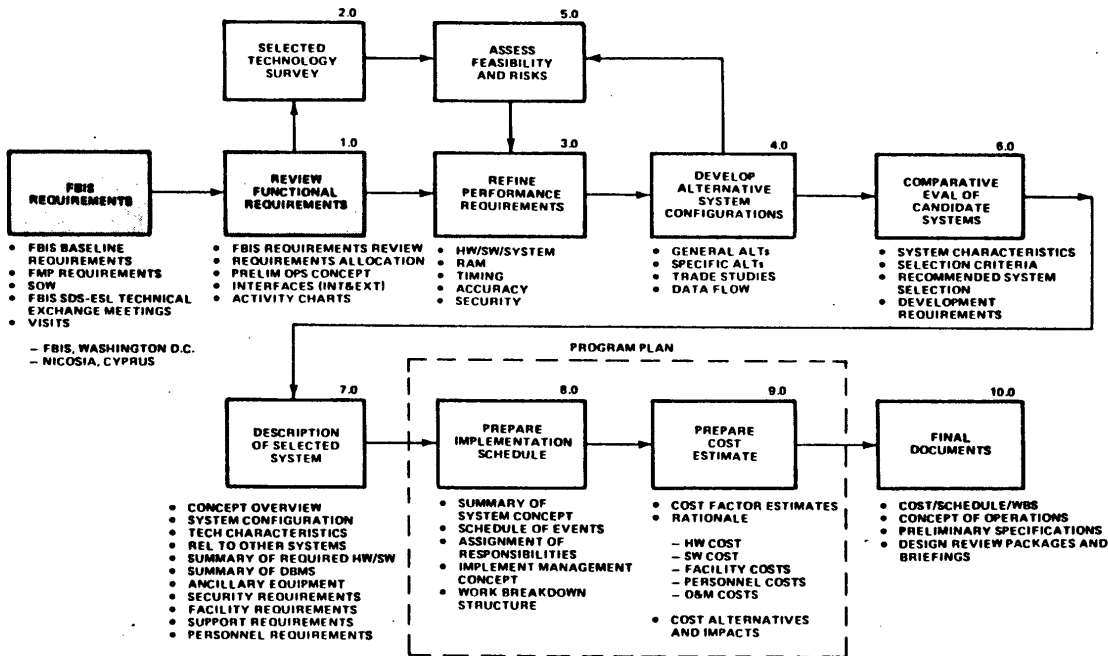 2.0
SELECTED
TECHNOLOGY
SURVEY
5.0
ASSESS
FEASIBILITY
AND RISKS
FBIS
REQUIREMENTS
• FBIS BASELINE
REQUIREMENTS
• FMP REQUIREMENTS
• SOW
• FBIS SDS-ESL TECHNICAL
EXCHANGE MEETINGS
• VISITS
– FBIS, WASHINGTON D.C.
– NICOSIA, CYPRUS
1.0
REVIEW
FUNCTIONAL
REQUIREMENTS
• FBIS REQUIREMENTS REVIEW
• REQUIREMENTS ALLOCATION
• PRELIM OPS CONCEPT
• INTERFACES (INT&EXT)
• ACTIVITY CHARTS
3.0
REFINE
PERFORMANCE
REQUIREMENTS
• HW/SW/SYSTEM
• RAM
• TIMING
• ACCURACY
• SECURITY
4.0
DEVELOP
ALTERNATIVE
SYSTEM
CONFIGURATIONS
• GENERAL ALTs
• SPECIFIC ALTs
• TRADE STUDIES
• DATA FLOW
6.0
COMPARATIVE
EVAL OF
CANDIDATE
SYSTEMS
• SYSTEM CHARACTERISTICS
• SELECTION CRITERIA
• RECOMMENDED SYSTEM
SELECTION
• DEVELOPMENT
REQUIREMENTS
PROGRAM PLAN
7.0
DESCRIPTION
OF SELECTED
SYSTEM
• CONCEPT OVERVIEW
• SYSTEM CONFIGURATION
• TECH CHARACTERISTICS
• REL TO OTHER SYSTEMS
• SUMMARY OF REQUIRED HW/SW
• SUMMARY OF DBMS
• ANCILLARY EQUIPMENT
• SECURITY REQUIREMENTS
• FACILITY REQUIREMENTS
• SUPPORT REQUIREMENTS
• PERSONNEL REQUIREMENTS
8.0
PREPARE
IMPLEMENTATION
SCHEDULE
• SUMMARY OF
SYSTEM CONCEPT
• SCHEDULE OF EVENTS
• ASSIGNMENT OF
RESPONSIBILITIES
• IMPLEMENT MANAGEMENT
CONCEPT
• WORK BREAKDOWN
STRUCTURE
9.0
PREPARE
COST
ESTIMATE
• COST FACTOR ESTIMATES
• RATIONALE
– HW COST
– SW COST
– FACILITY COSTS
– PERSONNEL COSTS
– O&M COSTS
• COST ALTERNATIVES
AND IMPACTS
10.0
FINAL
DOCUMENTS
• COST/SCHEDULE/WBS
• CONCEPT OF OPERATIONS
• PRELIMINARY SPECIFICATIONS
• DESIGN REVIEW PACKAGES AND
BRIEFINGS